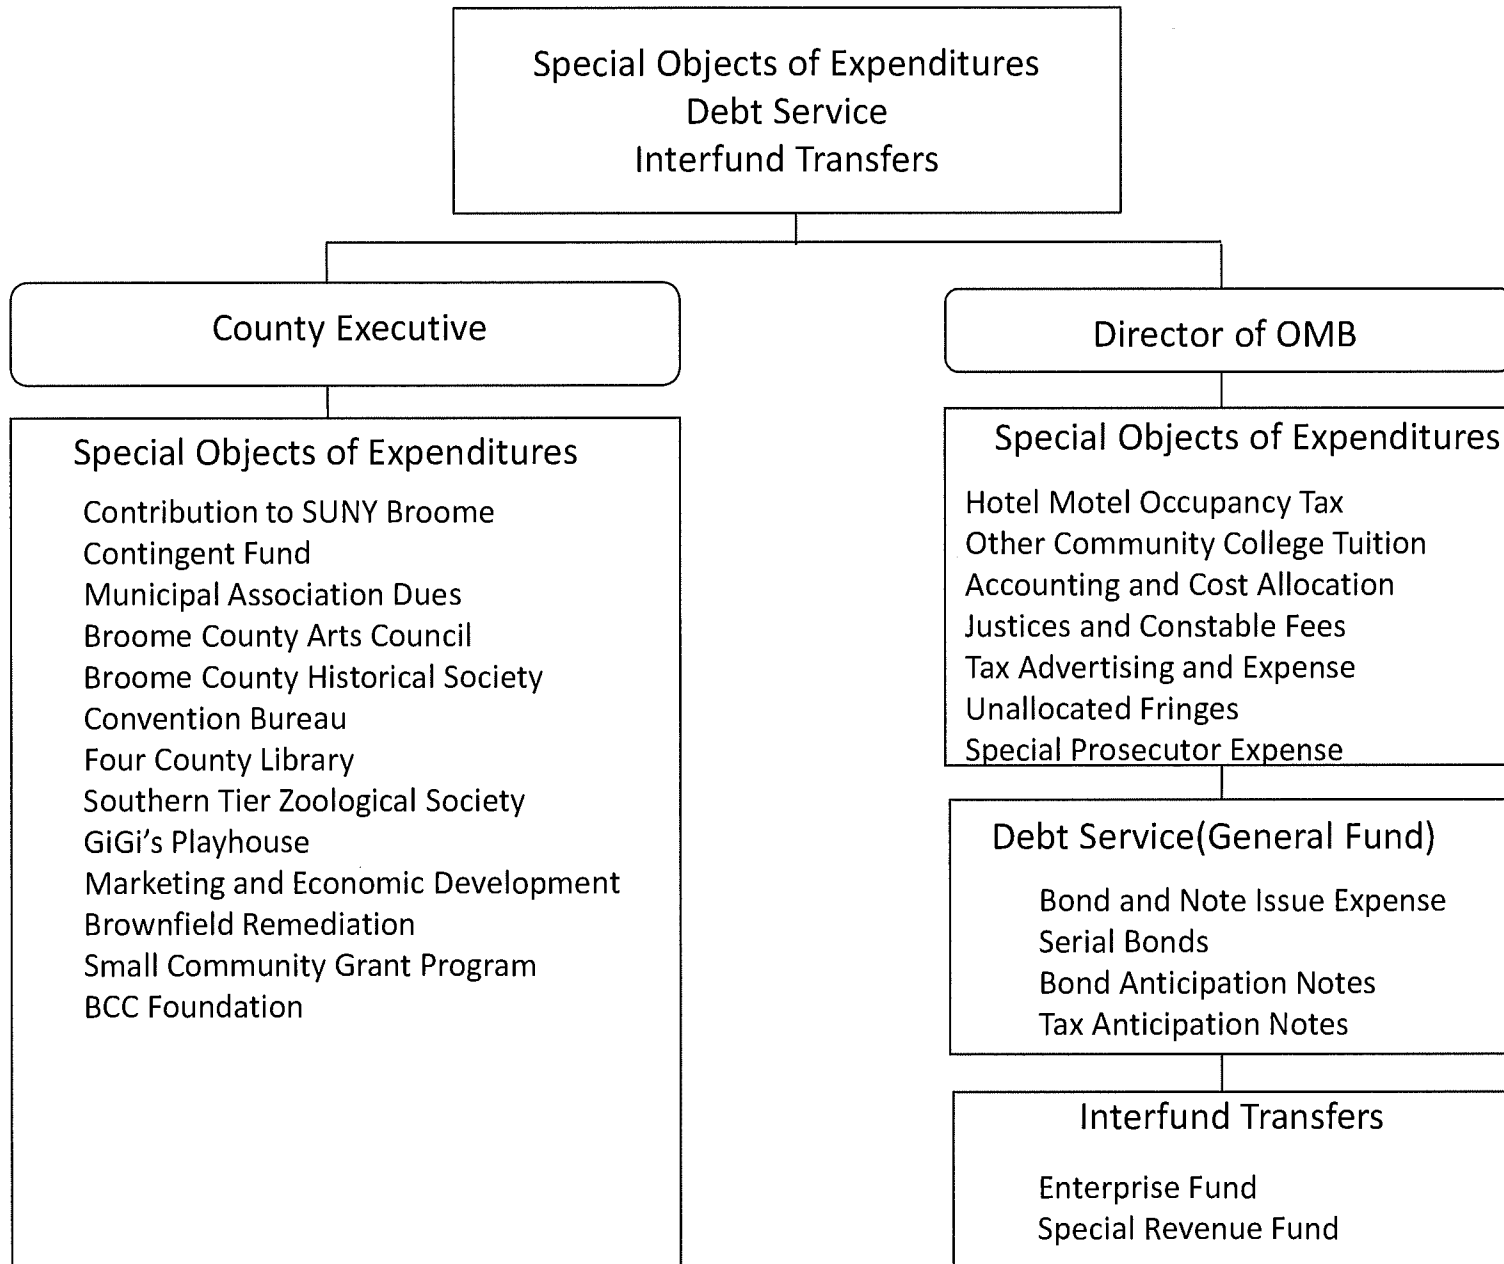 Special Objects of Expenditures
Debt Service
Interfund Transfers
County Executive
Special Objects of Expenditures
Contribution to SUNY Broome
Contingent Fund
Municipal Association Dues
Broome County Arts Council
Broome County Historical Society
Convention Bureau
Four County Library
Southern Tier Zoological Society
GiGi’s Playhouse
Marketing and Economic Development
Brownfield Remediation
Small Community Grant Program
BCC Foundation
Director of OMB
Special Objects of Expenditures
Hotel Motel Occupancy Tax
Other Community College Tuition
Accounting and Cost Allocation
Justices and Constable Fees
Tax Advertising and Expense
Unallocated Fringes
Special Prosecutor Expense
Debt Service(General Fund)
Bond and Note Issue Expense
Serial Bonds
Bond Anticipation Notes
Tax Anticipation Notes
Interfund Transfers
Enterprise Fund
Special Revenue Fund